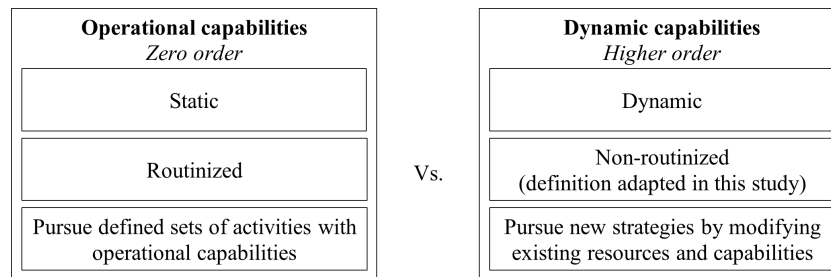 Operational capabilities
Zero order
Static
Routinized
Pursue defined sets of activities with
operational capabilities
Vs.
Dynamic capabilities
Higher order
Dynamic
Non-routinized
(definition adapted in this study)
Pursue new strategies by modifying
existing resources and capabilities